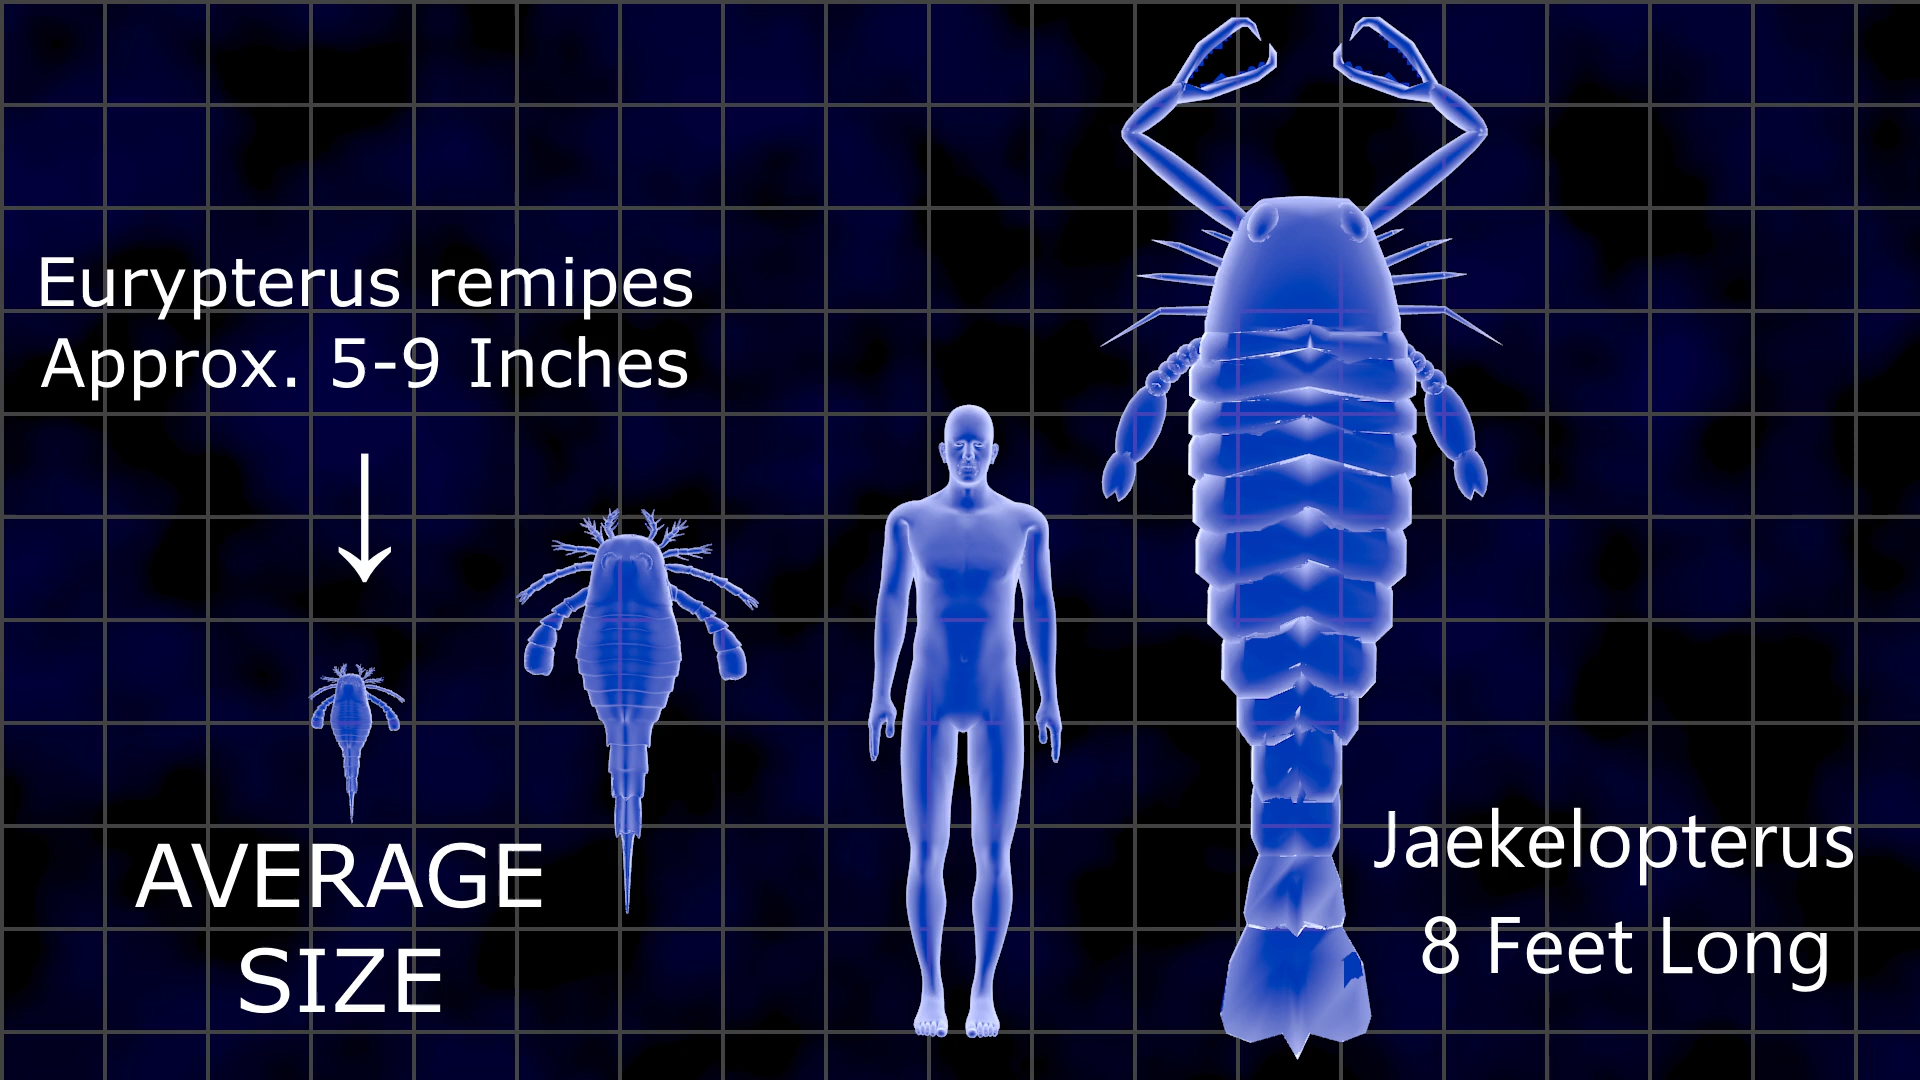 Eurypterus remipes
Approx. 5-9 Inches
AVERAGE
SIZE
Jaekelopterus
8 Feet Long